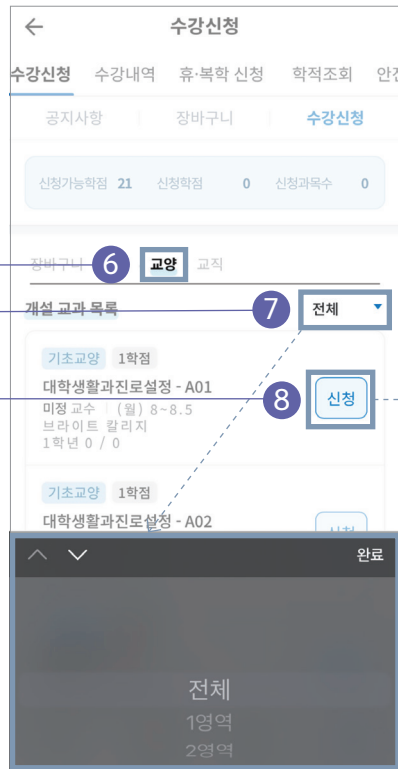 수강신청
수강신청 수강내역 휴·복학 신청 학적조회 안전
공지사항 장바구니 수강신청
신청가능학점 21 신청학점 0 신청과목수 0
장바구니 6 교양 교직
개설 교과 목록 7 전체
기초교양 1학점
대학생활과진로설정 - A01
미정 교수 (월) 8~8.5
브라이트 칼리지
1학년 0 / 0
8 신청
기초교양 1학점
대학생활과진로설정 - A02
신청
완료
전체
1영역
2영역